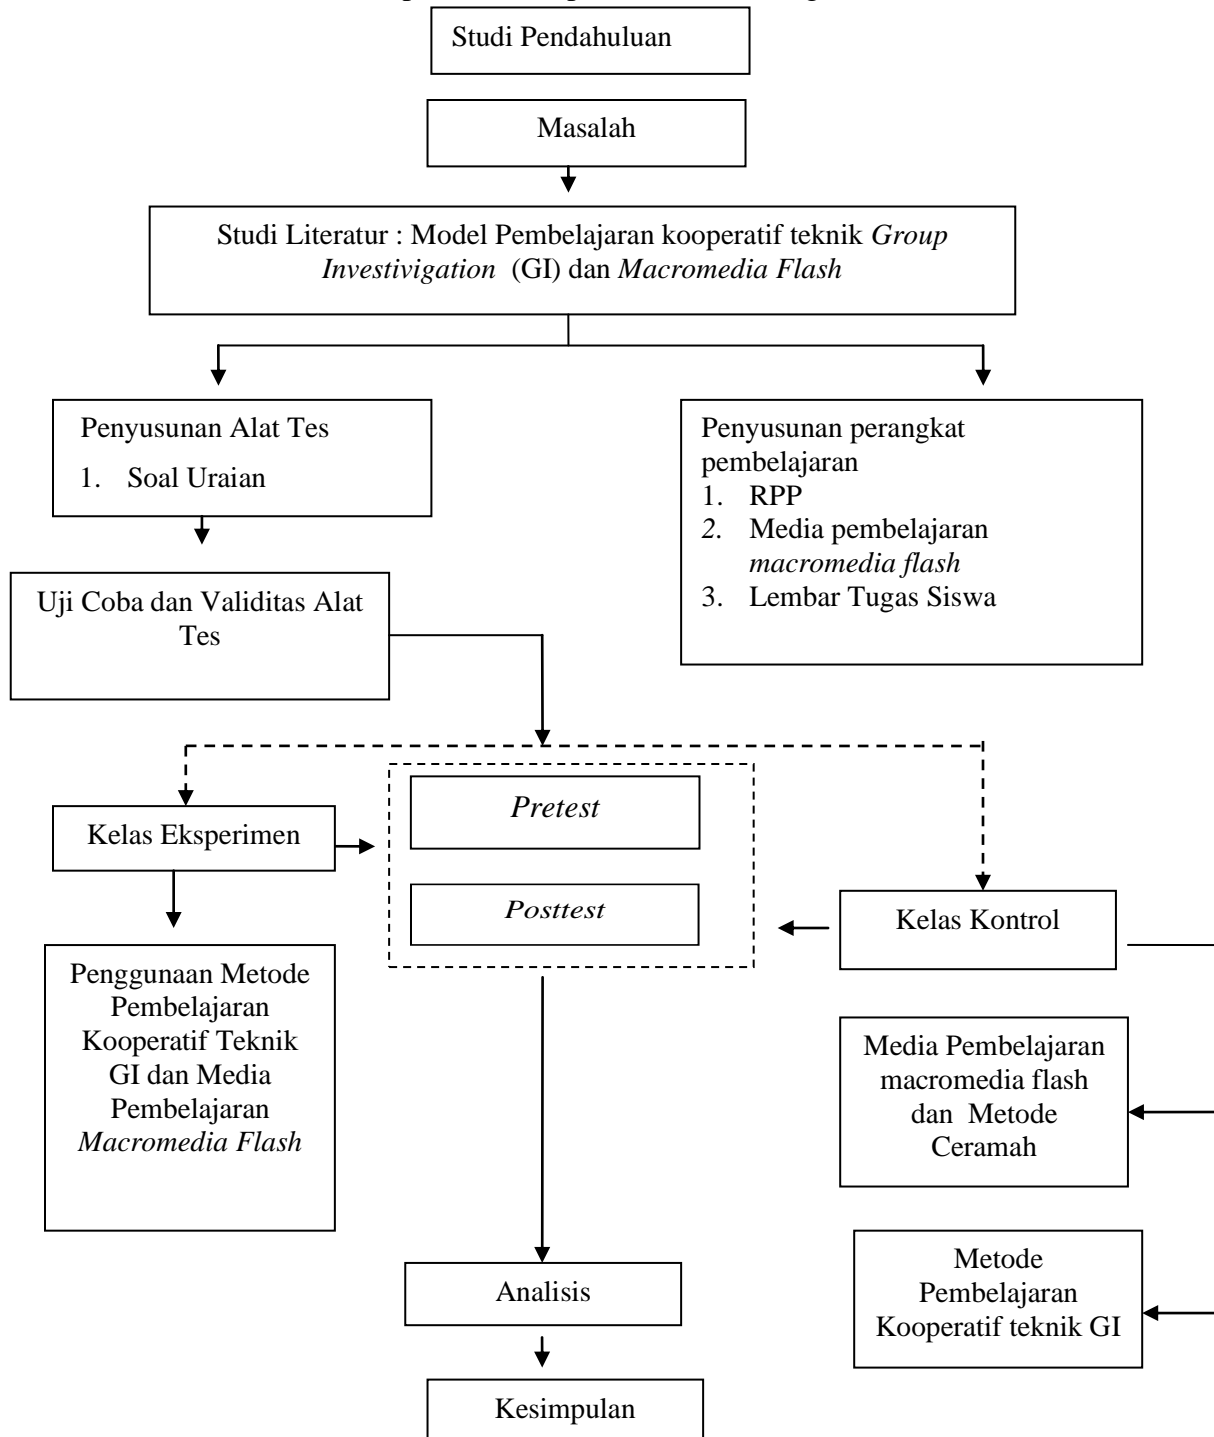 Studi Pendahuluan
Masalah
Studi Literatur : Model Pembelajaran kooperatif teknik Group
Investivigation (GI) dan Macromedia Flash
Penyusunan Alat Tes
1. Soal Uraian
Penyusunan perangkat
pembelajaran
1. RPP
2. Media pembelajaran
macromedia flash
3. Lembar Tugas Siswa
Uji Coba dan Validitas Alat
Tes
Pretest
Kelas Eksperimen
Posttest
Kelas Kontrol
Penggunaan Metode
Pembelajaran
Kooperatif Teknik
GI dan Media
Pembelajaran
Macromedia Flash
Media Pembelajaran
macromedia flash
dan Metode
Ceramah
Metode
Pembelajaran
Kooperatif teknik GI
Analisis
Kesimpulan